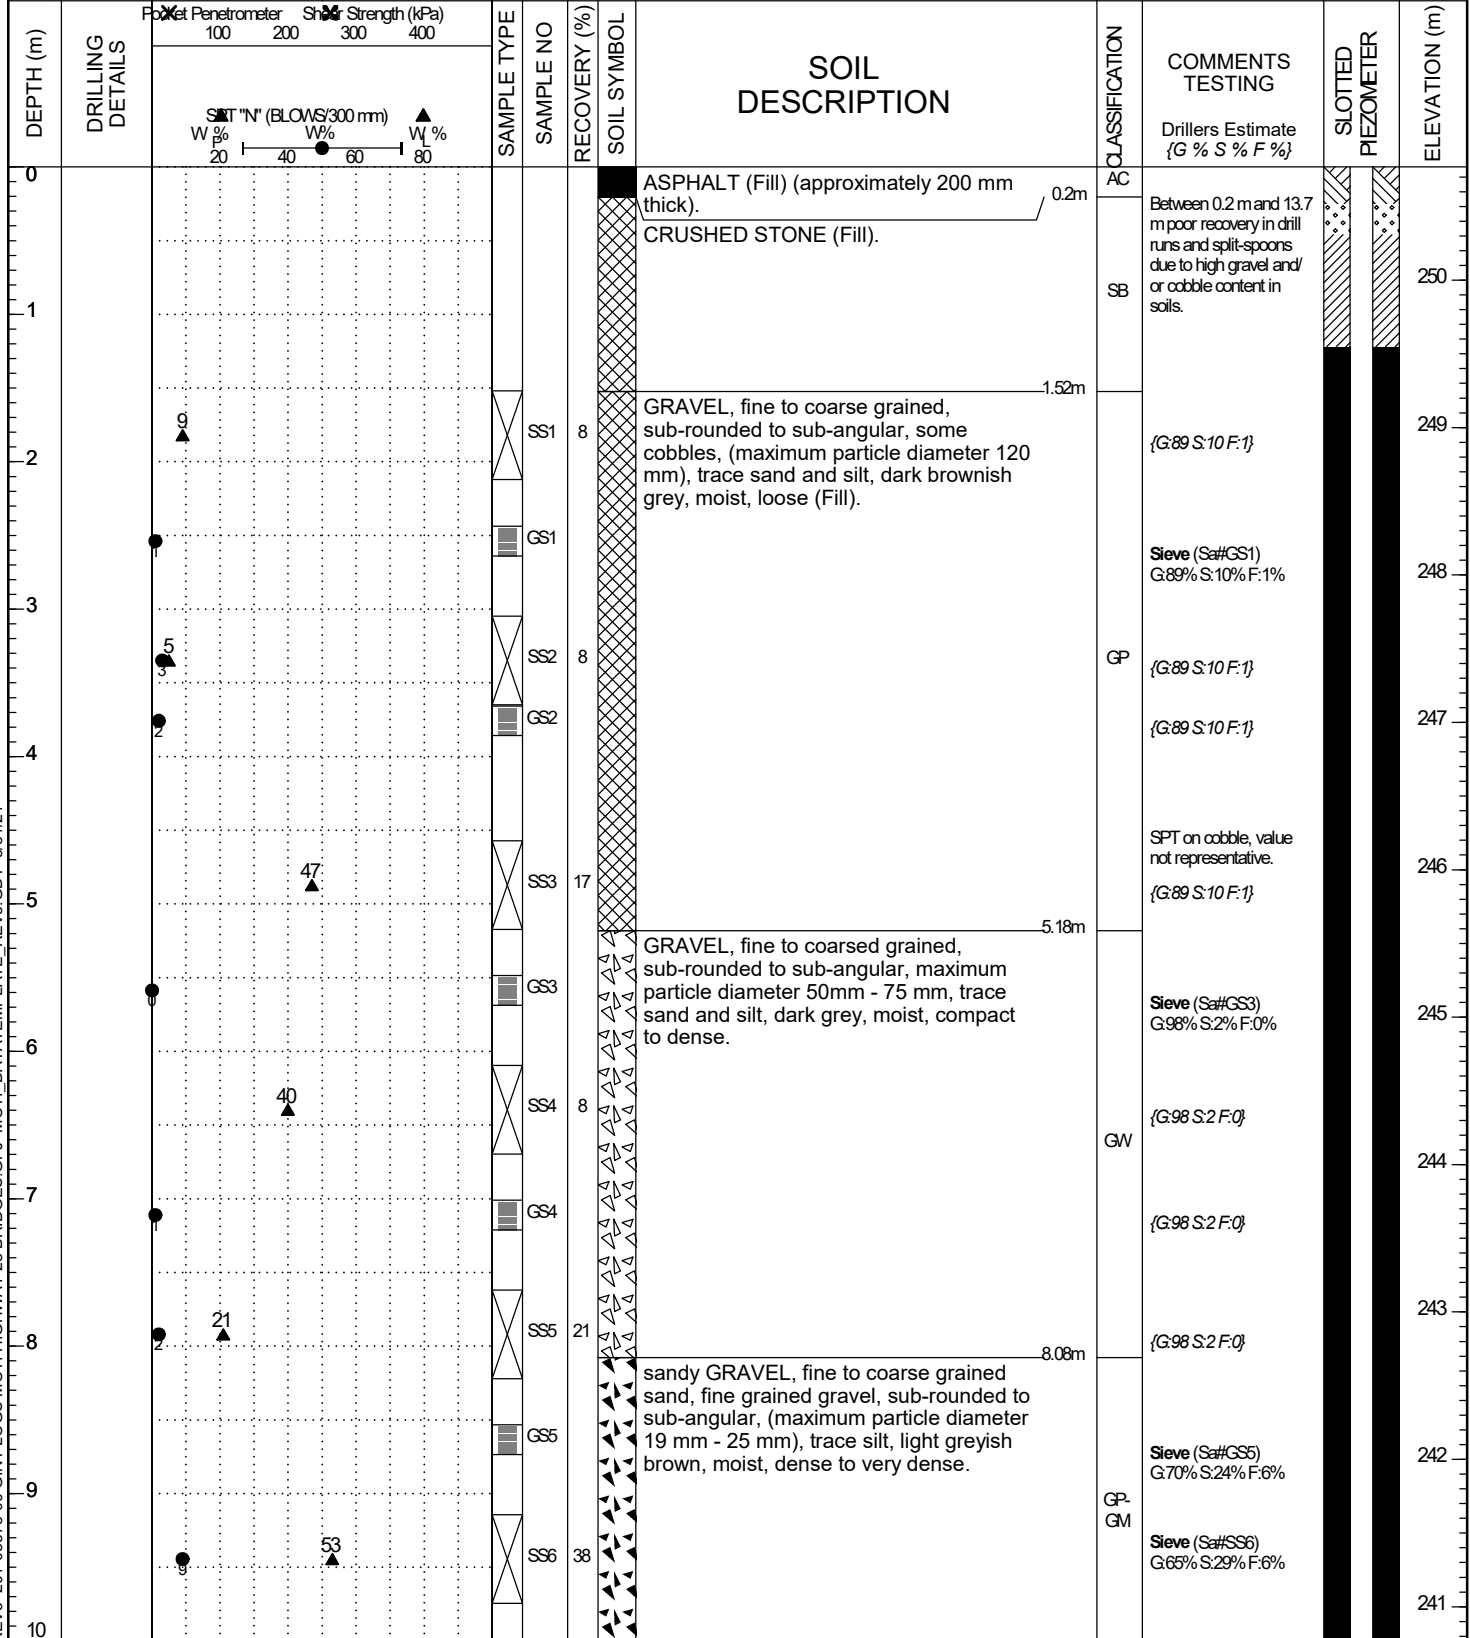 DEPTH (m)
DRILLING
DETAILS
Pocket Penetrometer
Shear Strength (kPa)
100 200 300 400
SPT "N" (BLOWS/300 mm)
WP% W% WL%
20 40 60 80
SAMPLE TYPE
SAMPLE NO
RECOVERY (%)
SOIL SYMBOL
SOIL
DESCRIPTION
CLASSIFICATION
COMMENTS
TESTING
Drillers Estimate
{G % S % F %}
SLOTTED
PIEZOMETER
ELEVATION (m)
0
ASPHALT (Fill) (approximately 200 mm
thick).
0.2m
AC
CRUSHED STONE (Fill).
SB
Between 0.2 m and 13.7
m poor recovery in drill
runs and split-spoons
due to high gravel and/
or cobble content in
soils.
250
1
1.52m
GRAVEL, fine to coarse grained,
sub-rounded to sub-angular, some
cobbles, (maximum particle diameter 120
mm), trace sand and silt, dark brownish
grey, moist, loose (Fill).
9
SS1 8
{G:89 S:10 F:1}
249
2
1
GS1
Sieve (Sa#GS1)
G:89% S:10% F:1%
248
3
5
3
SS2 8
GP
{G:89 S:10 F:1}
2
GS2
{G:89 S:10 F:1}
247
4
SPT on cobble, value
not representative.
246
47
SS3 17
{G:89 S:10 F:1}
5
5.18m
GRAVEL, fine to coarsed grained,
sub-rounded to sub-angular, maximum
particle diameter 50mm - 75 mm, trace
sand and silt, dark grey, moist, compact
to dense.
0
GS3
Sieve (Sa#GS3)
G:98% S:2% F:0%
245
6
40
SS4 8
{G:98 S:2 F:0}
GW
244
7
1
GS4
{G:98 S:2 F:0}
243
21
2
SS5 21
{G:98 S:2 F:0}
8
8.08m
sandy GRAVEL, fine to coarse grained
sand, fine grained gravel, sub-rounded to
sub-angular, (maximum particle diameter
19 mm - 25 mm), trace silt, light greyish
brown, moist, dense to very dense.
GS5
Sieve (Sa#GS5)
G:70% S:24% F:6%
242
9
GP-
GM
53
9
SS6 38
Sieve (Sa#SS6)
G:65% S:29% F:6%
241
10